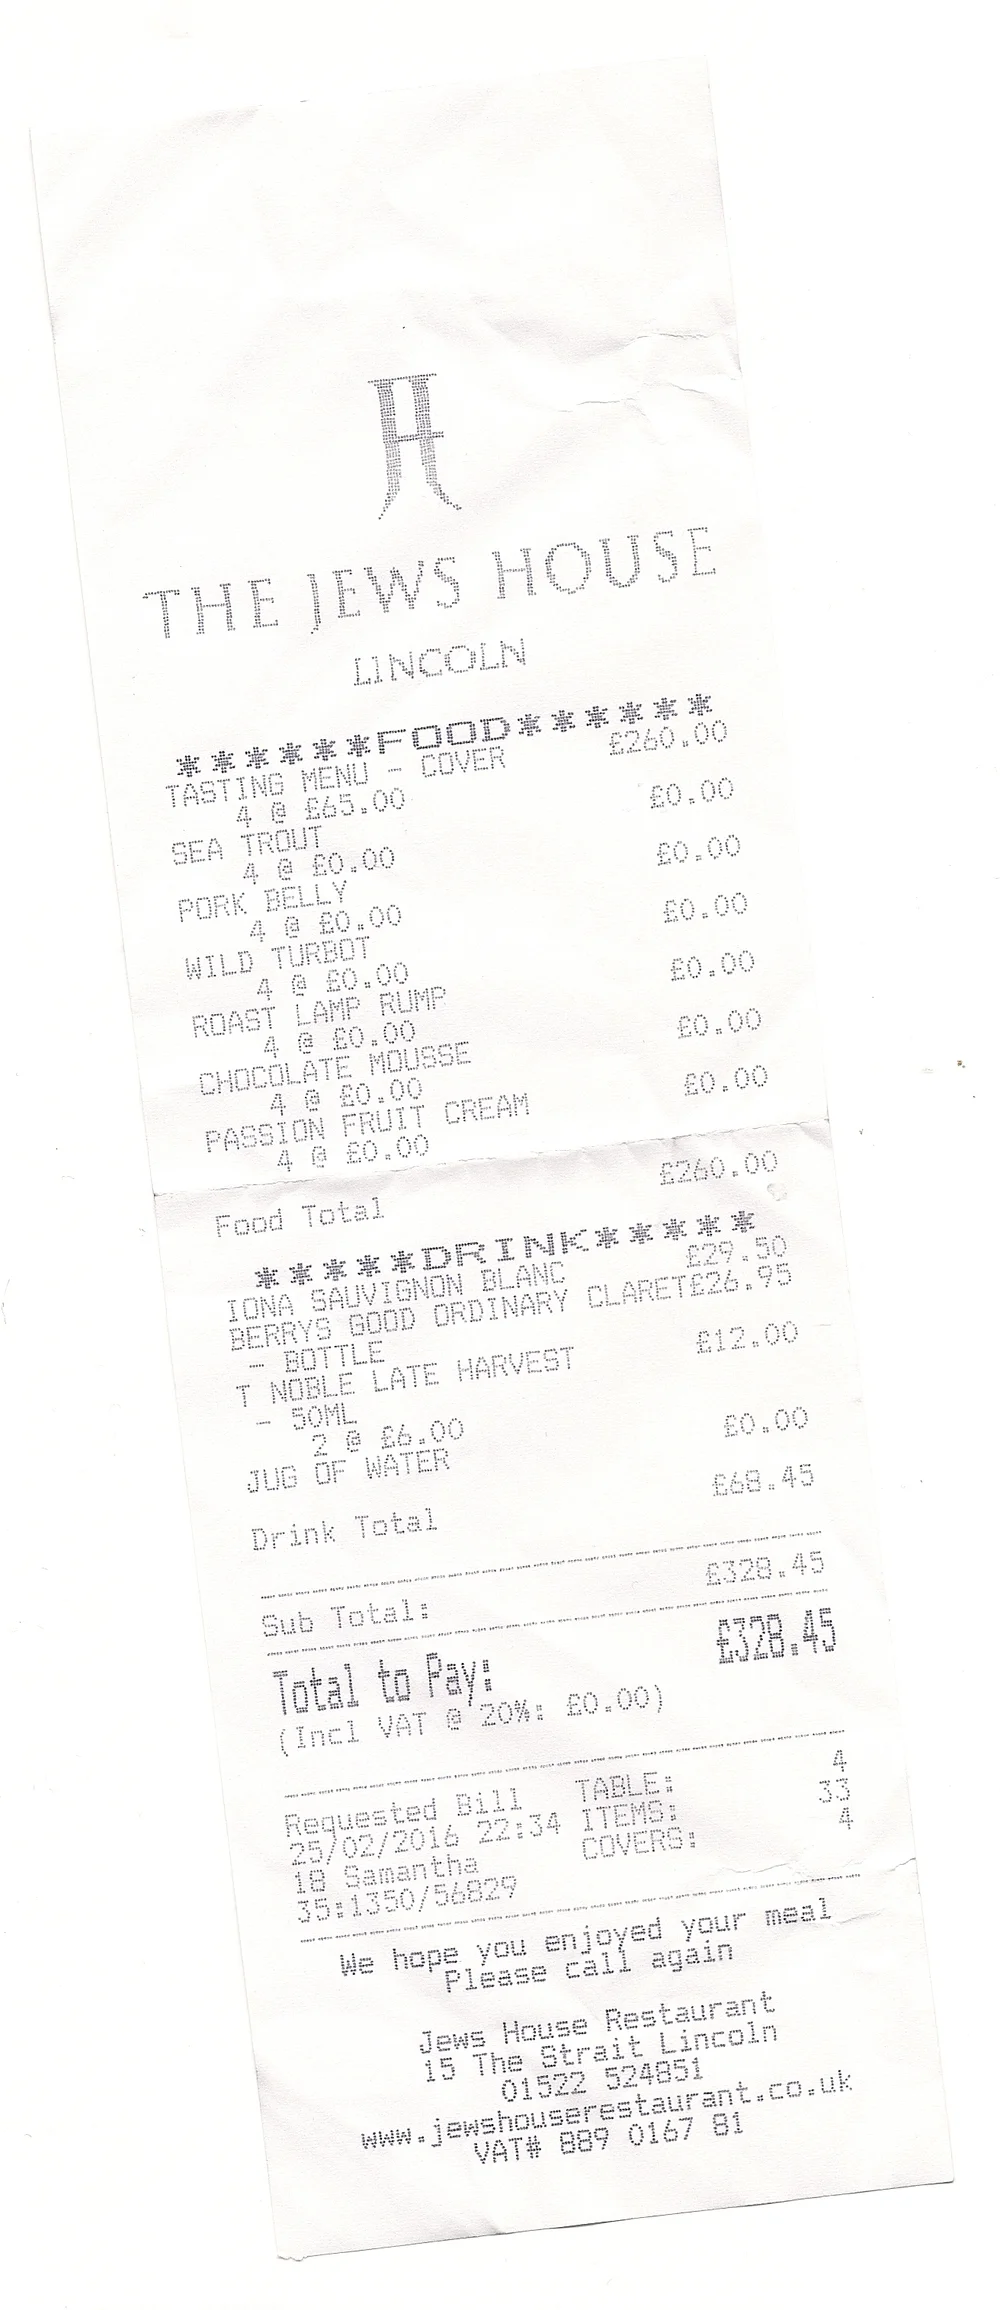 H
THE JEWS HOUSE
LINCOLN
******FOOD******
TASTING MENU - COVER £260.00
4 @ £65.00
SEA TROUT £0.00
4 @ £0.00
PORK BELLY £0.00
4 @ £0.00
WILD TURBOT £0.00
4 @ £0.00
ROAST LAMP RUMP £0.00
4 @ £0.00
CHOCOLATE MOUSSE £0.00
4 @ £0.00
PASSION FRUIT CREAM £0.00
4 @ £0.00
Food Total £260.00
*****DRINK*****
IONA SAUVIGNON BLANC £29.50
BERRYS GOOD ORDINARY CLARET£26.95
- BOTTLE
T NOBLE LATE HARVEST £12.00
- 50ML
2 @ £6.00
JUG OF WATER £0.00
Drink Total £68.45
Sub Total: £328.45
Total to Pay: £328.45
(Incl VAT @ 20%: £0.00)
Requested Bill TABLE: 4
25/02/2016 22:34 ITEMS: 33
18 Samantha COVERS: 4
35:1350/56829
We hope you enjoyed your meal
Please call again
Jews House Restaurant
15 The Strait Lincoln
01522 524851
www.jewshouserestaurant.co.uk
VAT# 889 0167 81